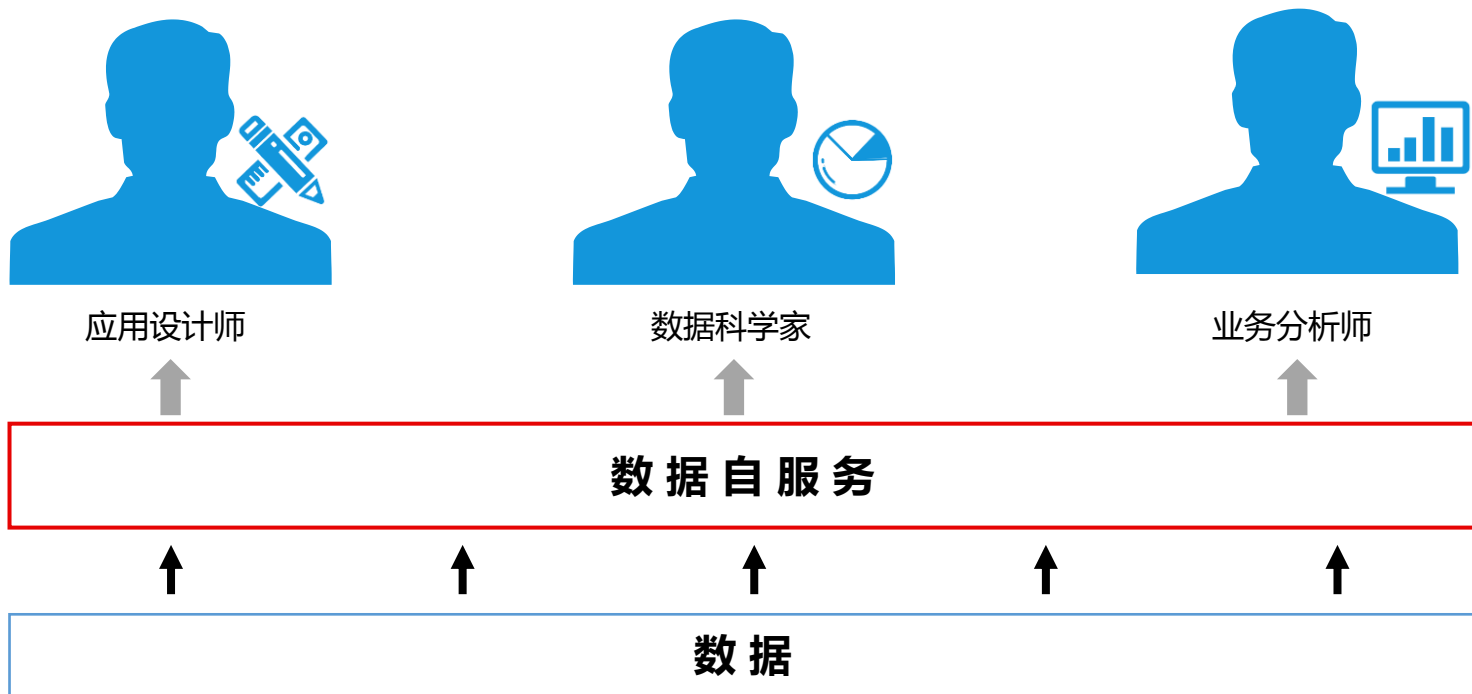 应用设计师
数据科学家
业务分析师
数据自服务
数据